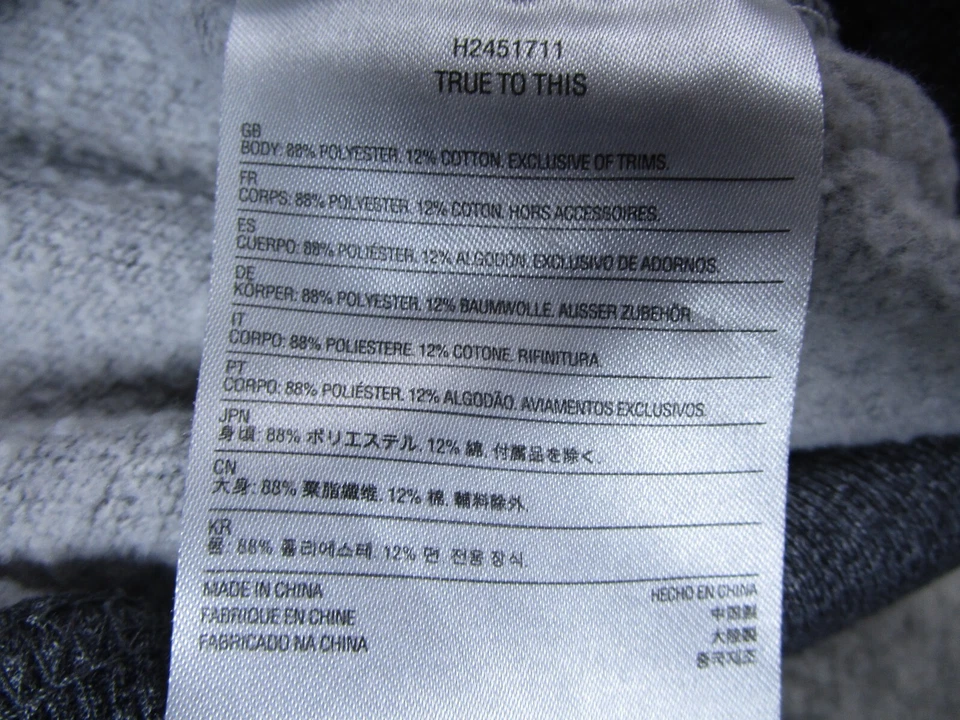 H2451711
TRUE TO THIS
GB
BODY: 88% POLYESTER. 12% COTTON. EXCLUSIVE OF TRIMS.
FR
CORPS: 88% POLYESTER. 12% COTON. HORS ACCESSOIRES.
ES
CUERPO: 88% POLIÉSTER. 12% ALGODÓN. EXCLUSIVO DE ADORNOS.
DE
KÖRPER: 88% POLYESTER. 12% BAUMWOLLE. AUSSER ZUBEHÖR
IT
CORPO: 88% POLIESTERE. 12% COTONE. RIFINITURA.
PT
CORPO: 88% POLIÉSTER. 12% ALGODÃO. AVIAMENTOS EXCLUSIVOS.
JPN
身頃: 88% ポリエステル. 12% 綿. 付属品を除く
CN
大身: 88% 聚脂纖維. 12% 棉. 輔料除外
KR
몸: 88% 폴리에스테. 12% 면 전용 장식.
MADE IN CHINA
FABRIQUE EN CHINE
FABRICADO NA CHINA
HECHO EN CHINA
中国製
大陸製
중국지조